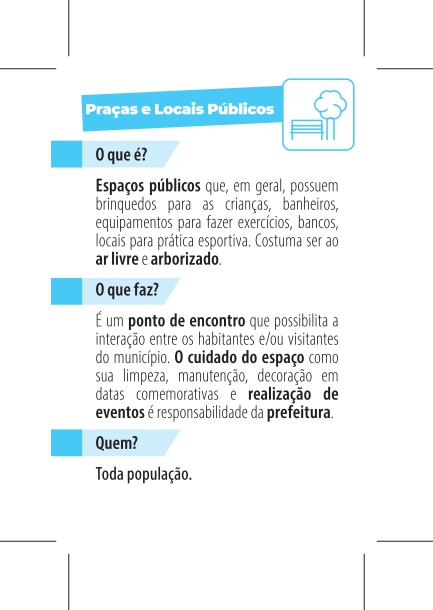 Praças e Locais Públicos
O que é?
Espaços públicos que, em geral, possuem
brinquedos para as crianças, banheiros,
equipamentos para fazer exercícios, bancos,
locais para prática esportiva. Costuma ser ao
ar livre e arborizado.
O que faz?
É um ponto de encontro que possibilita a
interação entre os habitantes e/ou visitantes
do município. O cuidado do espaço como
sua limpeza, manutenção, decoração em
datas comemorativas e realização de
eventos é responsabilidade da prefeitura.
Quem?
Toda população.